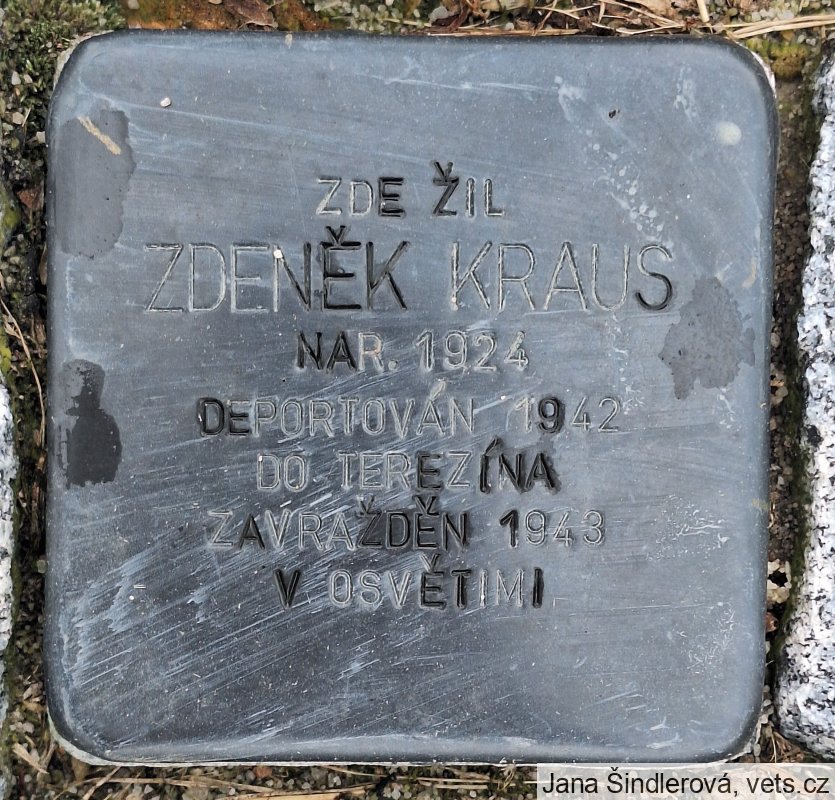 ZDE ŽIL
ZDENĚK KRAUS
NAR. 1924
DEPORTOVÁN 1942
DO TEREZÍNA
ZAVRAŽDĚN 1943
V OSVĚTIMI
Jana Šindlerová, vets.cz